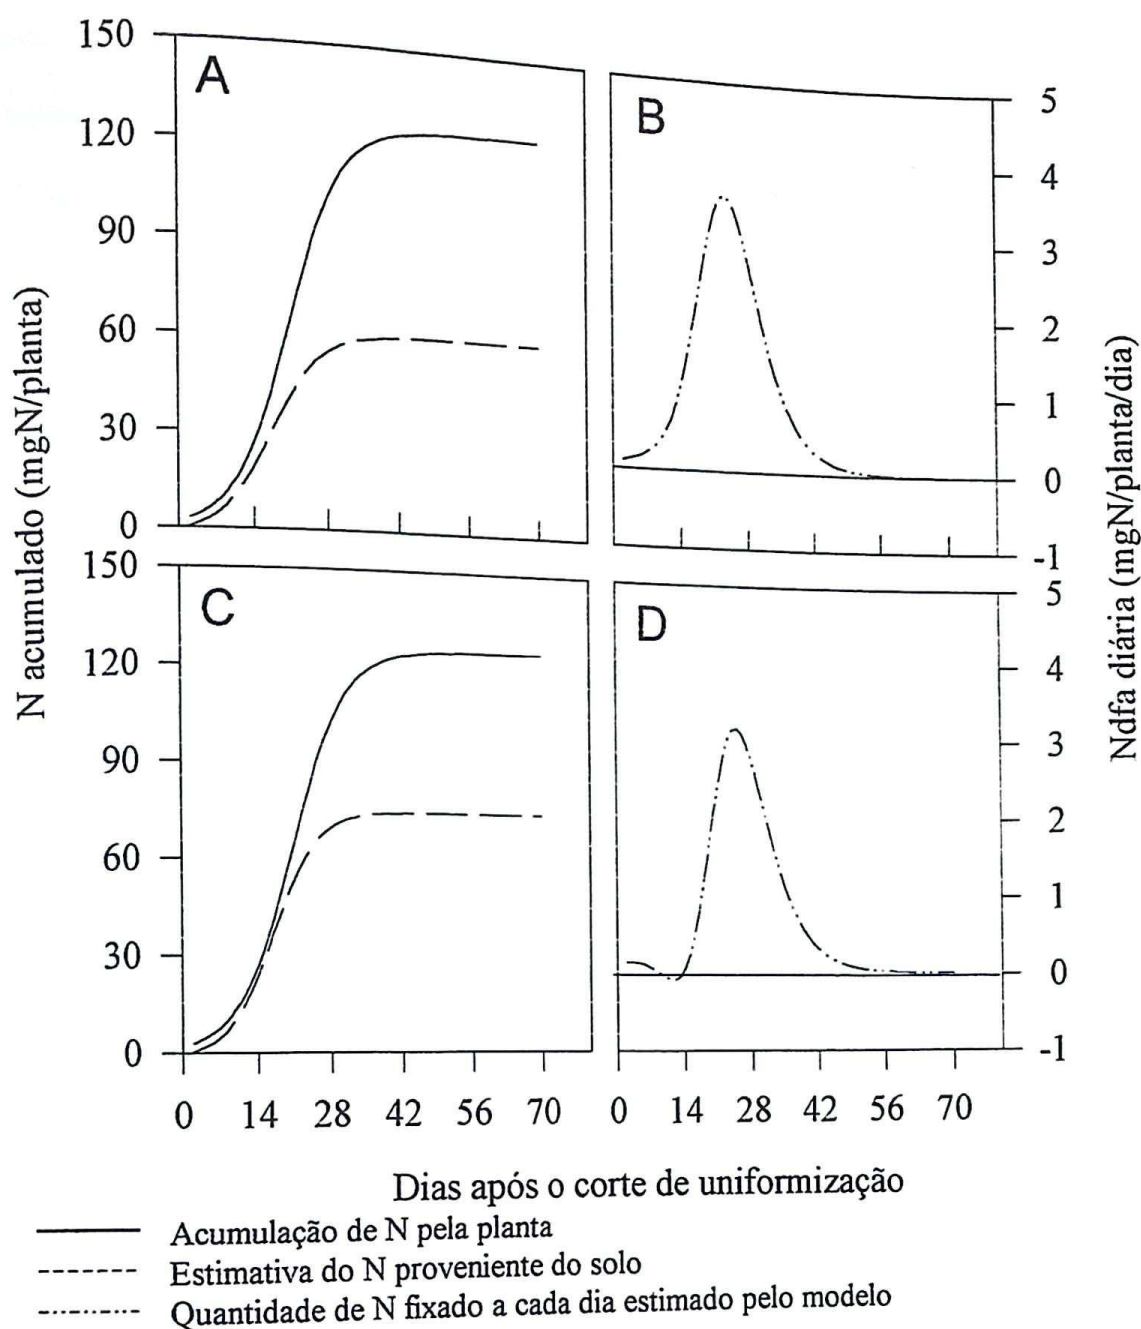 N acumulado (mgN/planta)
150
120
90
60
30
0
A
B
5
4
3
2
1
0
-1
Ndfa diária (mgN/planta/dia)
150
120
90
60
30
0
C
D
5
4
3
2
1
0
-1
0 14 28 42 56 70
0 14 28 42 56 70
Dias após o corte de uniformização
Acumulação de N pela planta
Estimativa do N proveniente do solo
Quantidade de N fixado a cada dia estimado pelo modelo